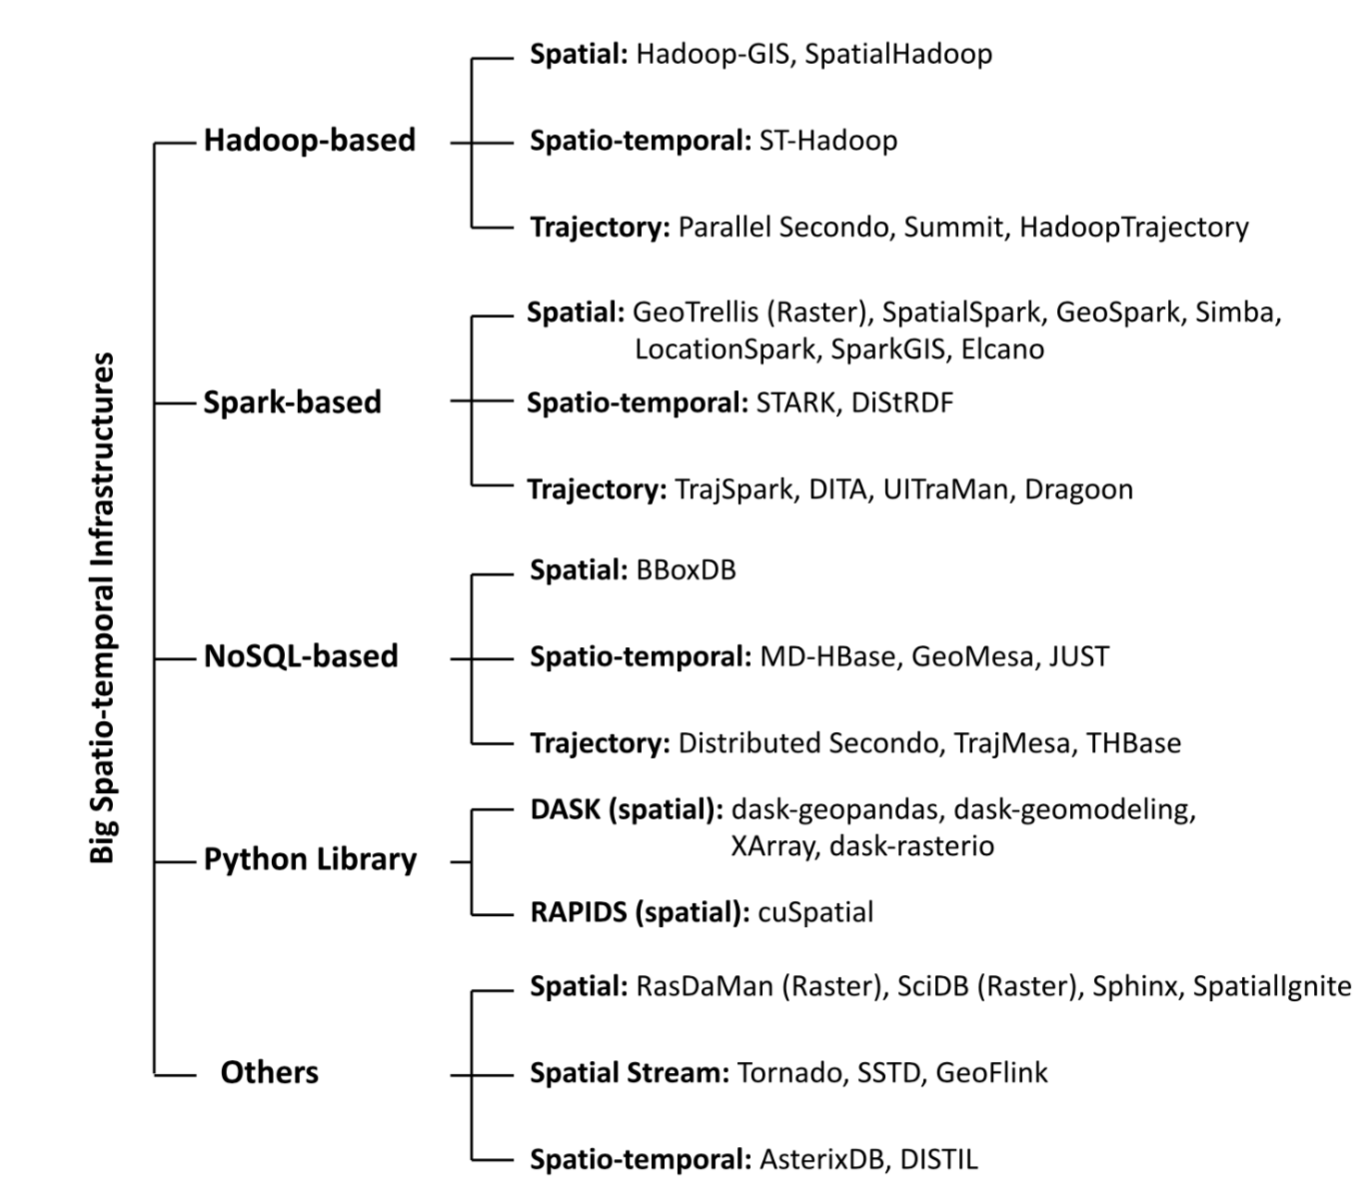 Big Spatio-temporal Infrastructures
Hadoop-based
Spatial: Hadoop-GIS, SpatialHadoop
Spatio-temporal: ST-Hadoop
Trajectory: Parallel Secondo, Summit, HadoopTrajectory
Spark-based
Spatial: GeoTrellis (Raster), SpatialSpark, GeoSpark, Simba,
LocationSpark, SparkGIS, Elcano
Spatio-temporal: STARK, DiStRDF
Trajectory: TrajSpark, DITA, UITraMan, Dragoon
NoSQL-based
Spatial: BBoxDB
Spatio-temporal: MD-HBase, GeoMesa, JUST
Trajectory: Distributed Secondo, TrajMesa, THBase
Python Library
DASK (spatial): dask-geopandas, dask-geomodeling,
XArray, dask-rasterio
RAPIDS (spatial): cuSpatial
Others
Spatial: RasDaMan (Raster), SciDB (Raster), Sphinx, SpatialIgnite
Spatial Stream: Tornado, SSTD, GeoFlink
Spatio-temporal: AsterixDB, DISTIL